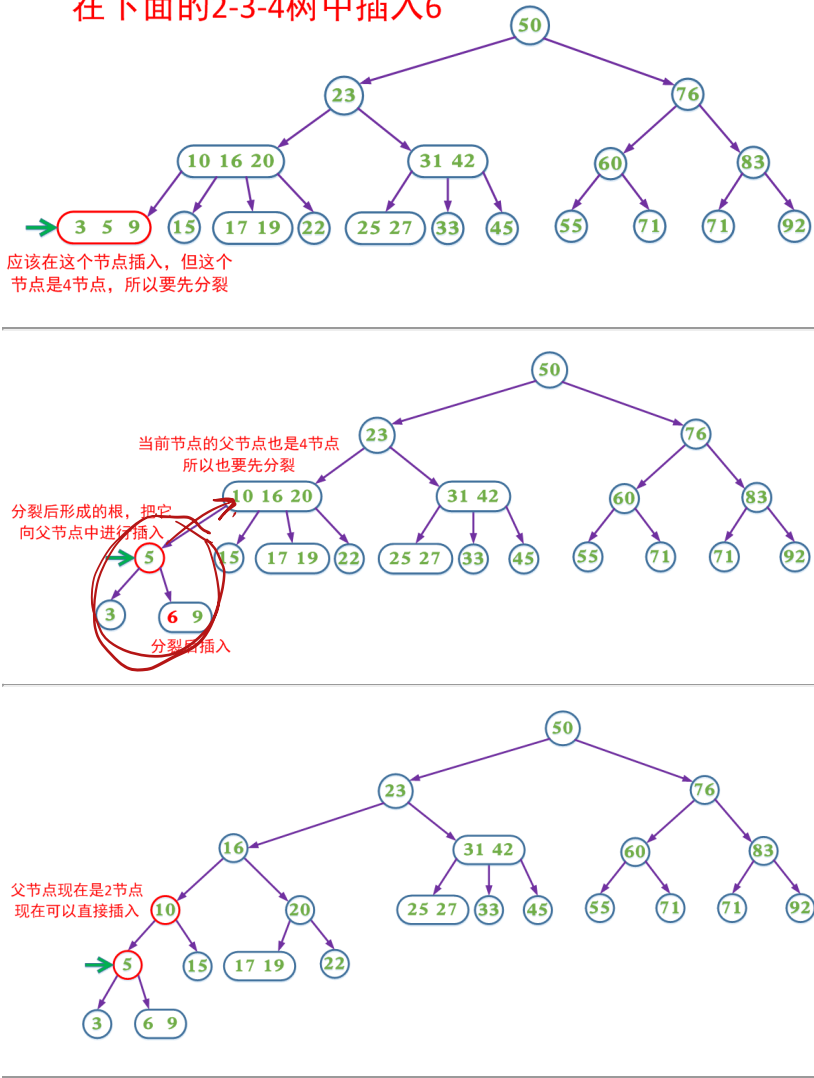 在下面的2-3-4树中插入6
50
23 76
10 16 20 31 42 60 83
3 5 9 15 17 19 22 25 27 33 45 55 71 71 92
应该在这个节点插入，但这个
节点是4节点，所以要先分裂
50
23 76
当前节点的父节点也是4节点
所以也要先分裂
10 16 20 31 42 60 83
分裂后形成的根，把它
向父节点中进行插入
5 15 17 19 22 25 27 33 45 55 71 71 92
3 6 9
分裂后插入
50
23 76
16 31 42 60 83
父节点现在是2节点
现在可以直接插入
10 20 25 27 33 45 55 71 71 92
5 15 17 19 22
3 6 9